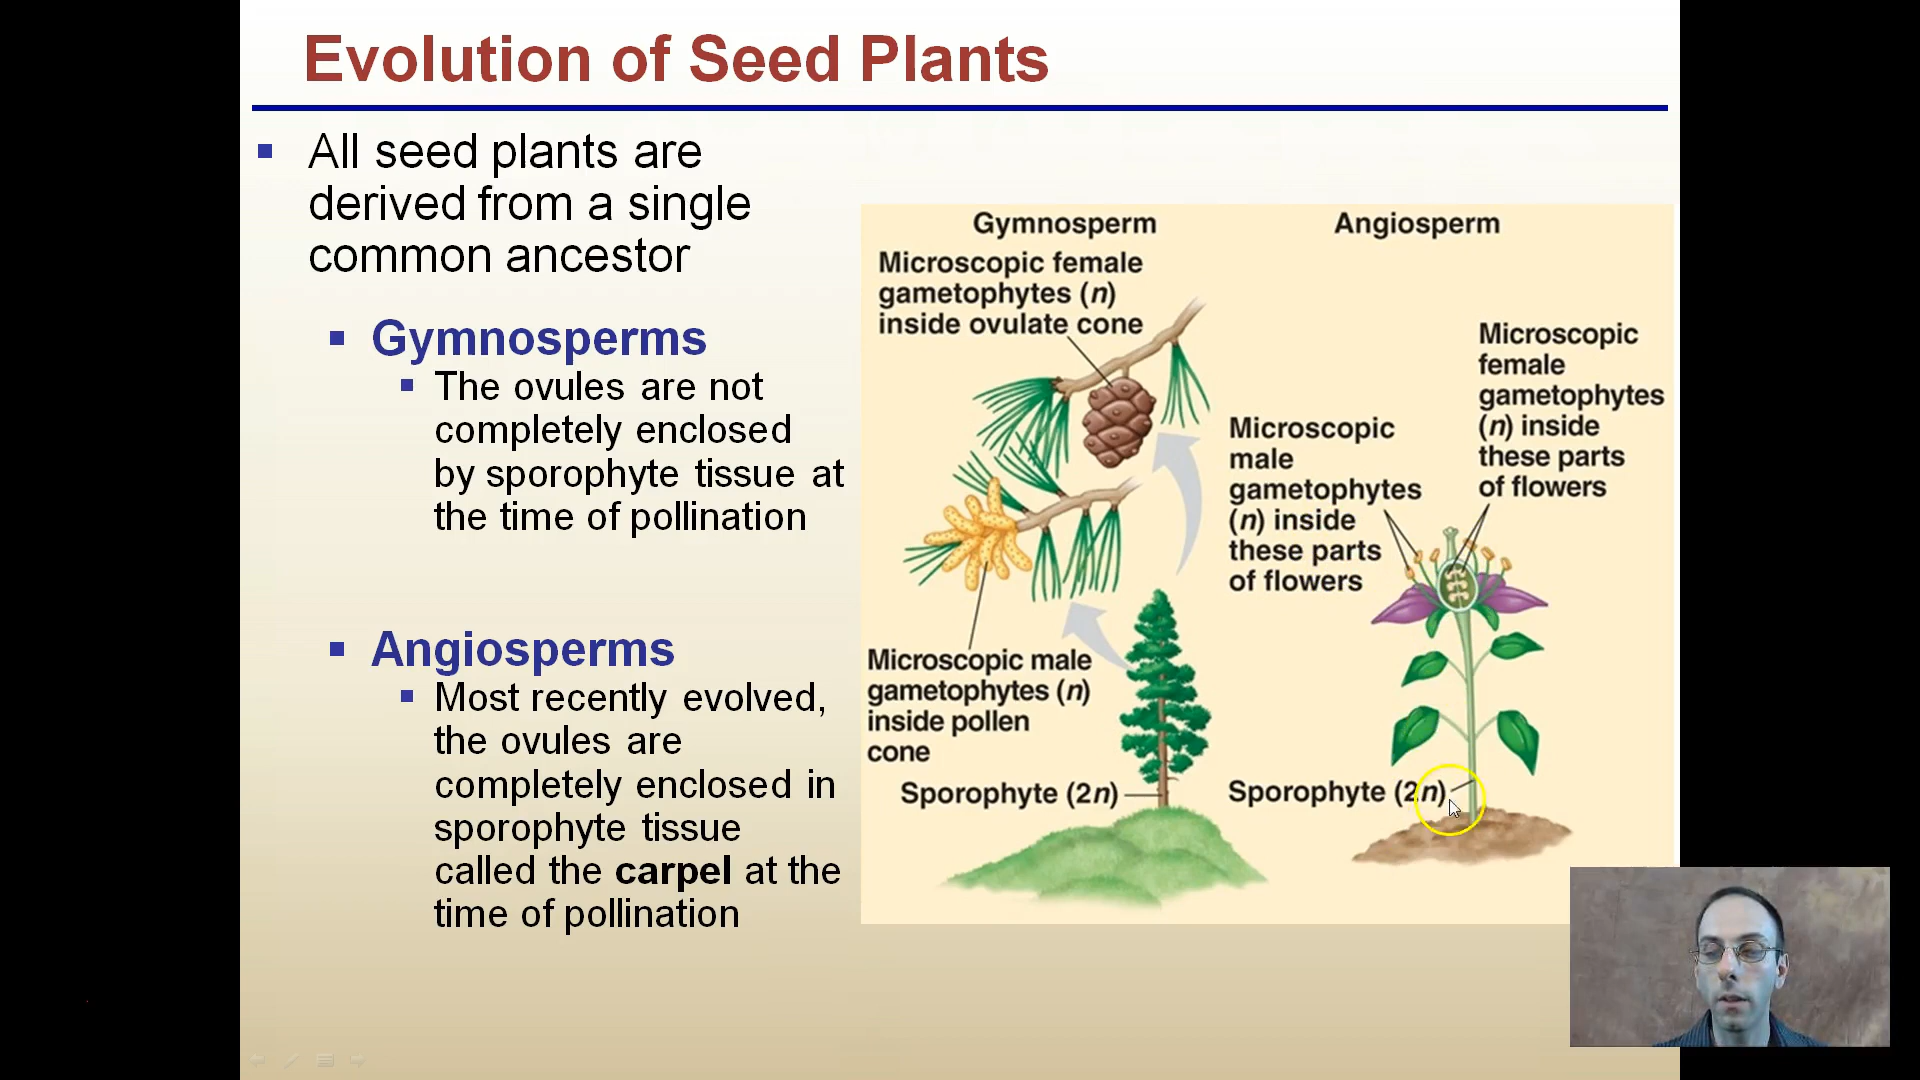 Evolution of Seed Plants
All seed plants are
derived from a single
common ancestor
Gymnosperms
The ovules are not
completely enclosed
by sporophyte tissue at
the time of pollination
Angiosperms
Most recently evolved,
the ovules are
completely enclosed in
sporophyte tissue
called the carpel at the
time of pollination
Gymnosperm
Microscopic female
gametophytes (n)
inside ovulate cone
Microscopic male
gametophytes (n)
inside pollen
cone
Sporophyte (2n)
Angiosperm
Microscopic
female
gametophytes
(n) inside
these parts
of flowers
Microscopic
male
gametophytes
(n) inside
these parts
of flowers
Sporophyte (2n)